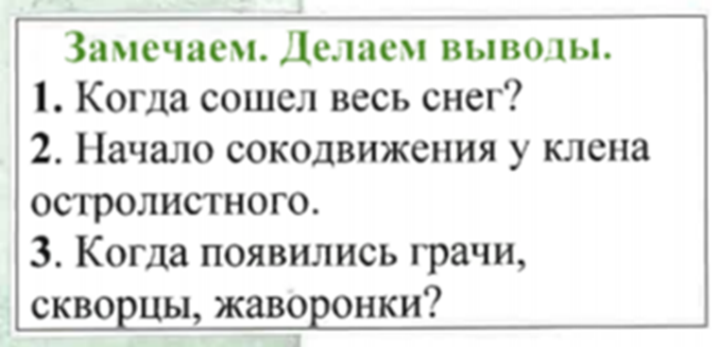 Замечаем. Делаем выводы.
1. Когда сошел весь снег?
2. Начало сокодвижения у клена
остролистного.
3. Когда появились грачи,
скворцы, жаворонки?